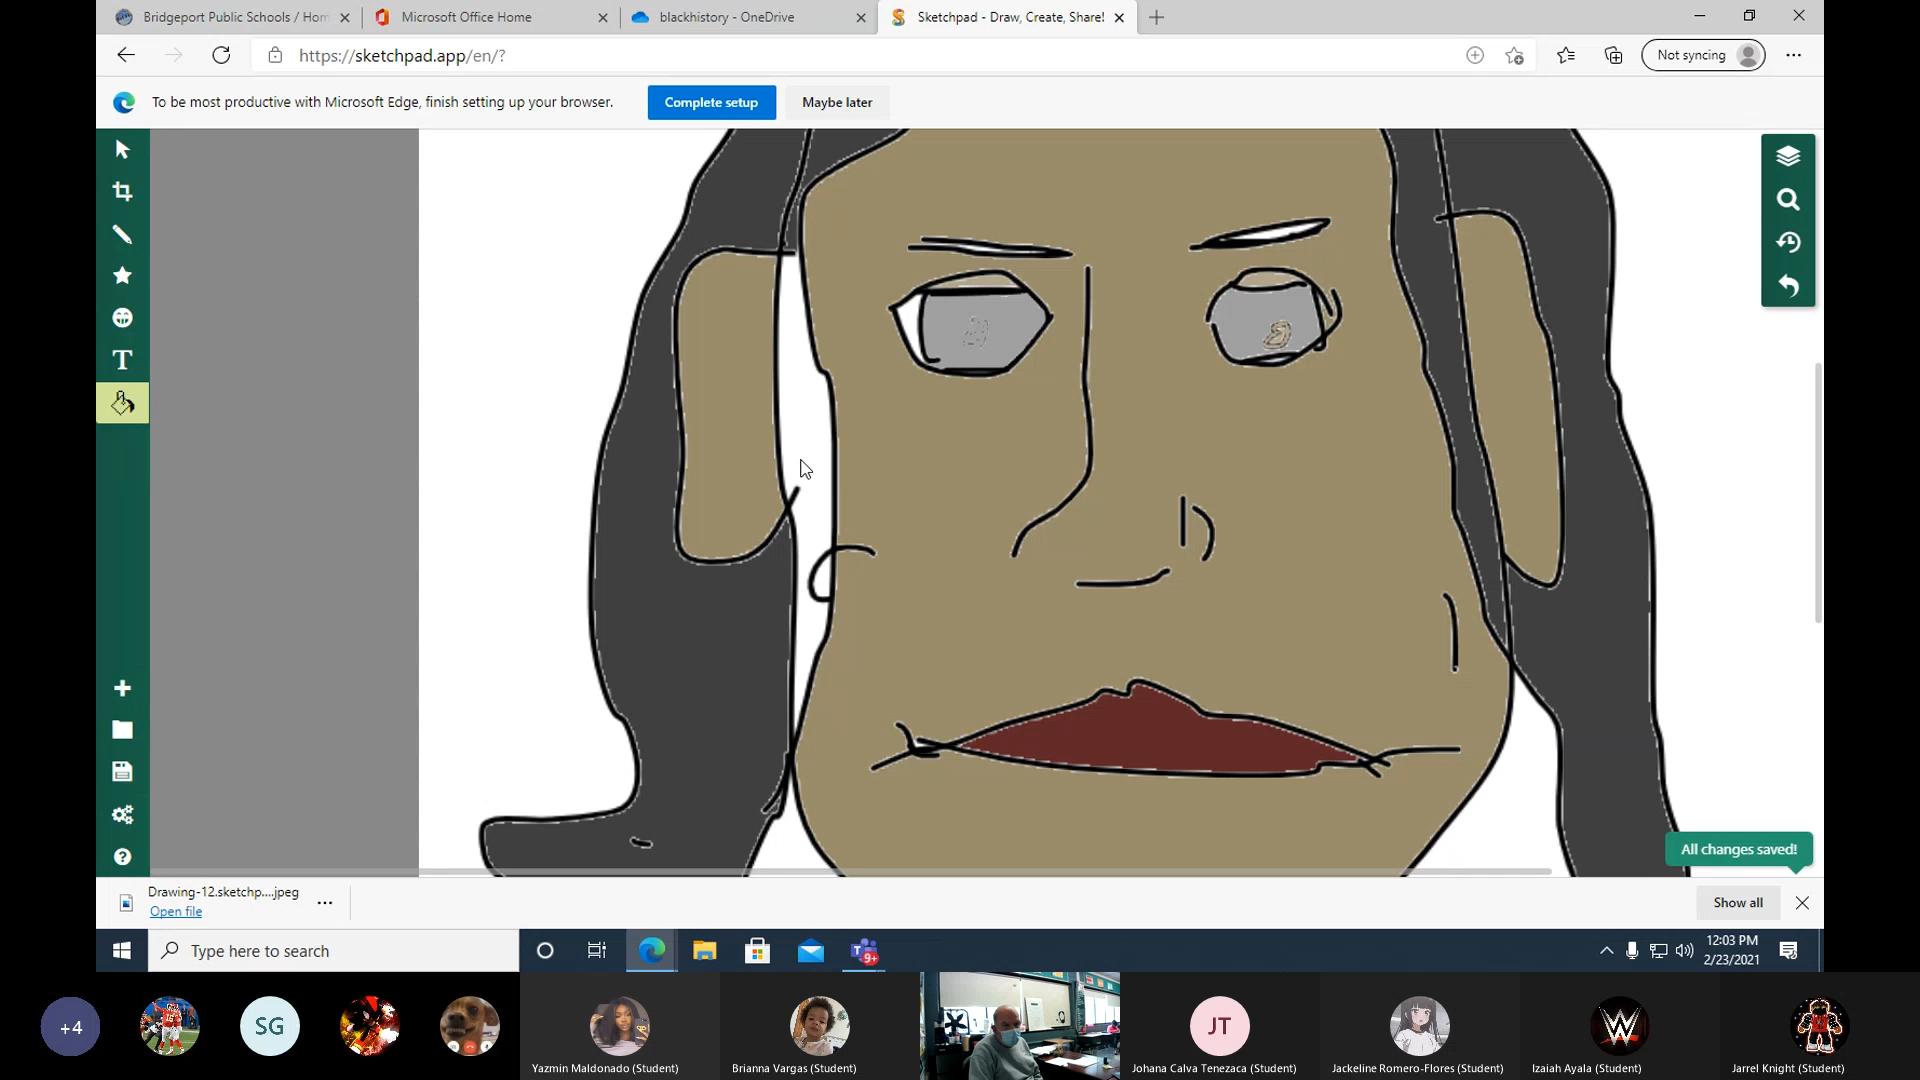 Bridgeport Public Schools / Hom
Microsoft Office Home
blackhistory - OneDrive
Sketchpad - Draw, Create, Share!
https://sketchpad.app/en/?
Not syncing
To be most productive with Microsoft Edge, finish setting up your browser.
Complete setup
Maybe later
T
All changes saved!
Drawing-12.sketchp....jpeg
Open file
Show all
Type here to search
9+
12:03 PM
2/23/2021
+4
SG
JT
Yazmin Maldonado (Student)
Brianna Vargas (Student)
Johana Calva Tenezaca (Student)
Jackeline Romero-Flores (Student)
Izaiah Ayala (Student)
Jarrel Knight (Student)